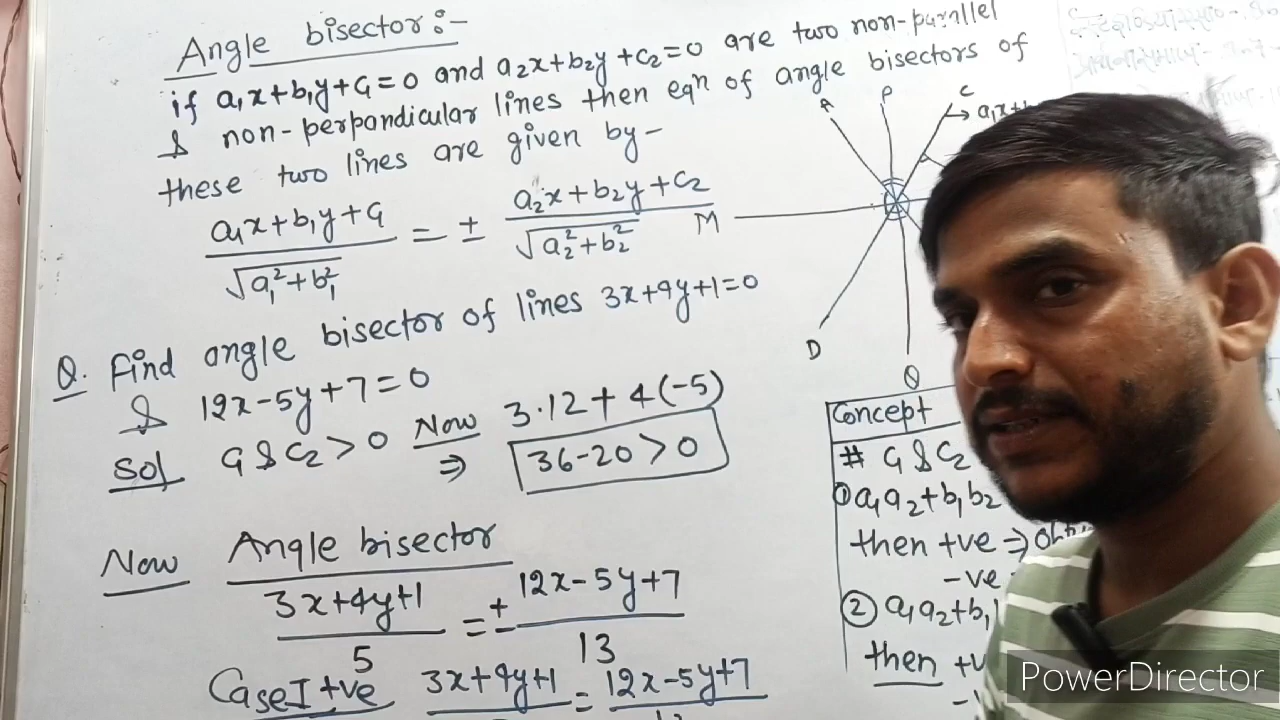 Angle bisector:-
if a₁x+b₁y+c₁=0 and a₂x+b₂y+c₂=0 are two non-parallel
& non-perpandicular lines then eqⁿ of angle bisectors of
these two lines are given by-
(a₁x+b₁y+c₁)/√(a₁²+b₁²) = ± (a₂x+b₂y+c₂)/√(a₂²+b₂²)
Q. Find angle bisector of lines 3x+4y+1=0
& 12x-5y+7=0
Sol c₁ & c₂ > 0 Now ⇒ 3·12+4(-5)
36-20 > 0
Now Angle bisector
(3x+4y+1)/5 = ± (12x-5y+7)/13
Case I +ve (3x+4y+1) = (12x-5y+7)
A P C
a₁x+
M
D Q
Concept
# c₁ & c₂
① a₁a₂+b₁b₂
then +ve ⇒
-ve
② a₁a₂+b₁
then +v
PowerDirector